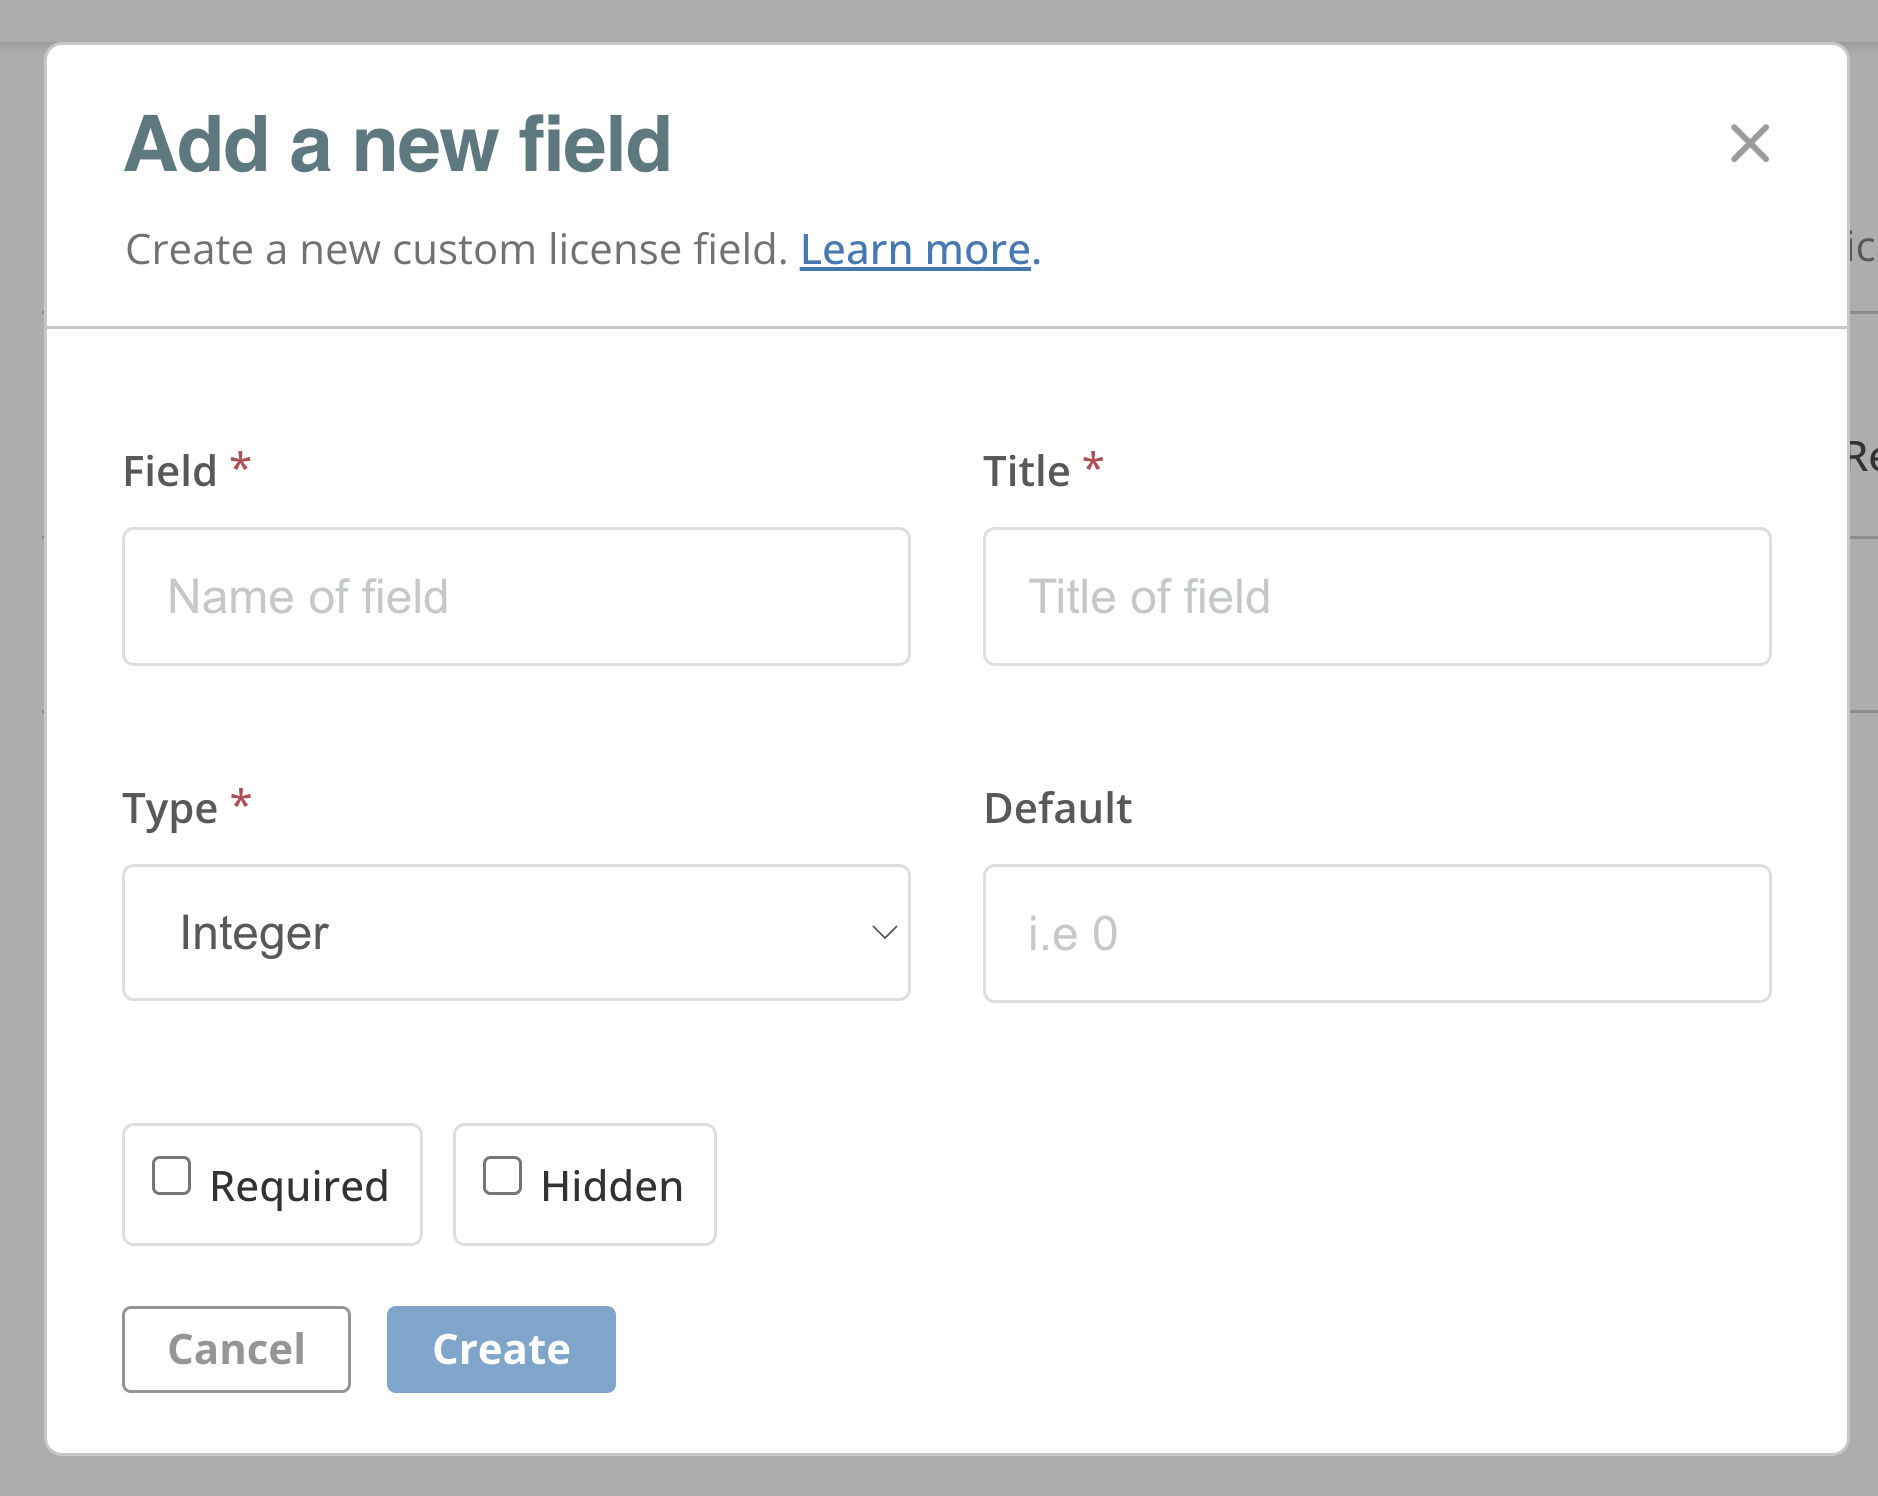 Add a new field
Create a new custom license field. Learn more.
Field *
Title *
Name of field
Title of field
Type *
Default
Integer
i.e 0
Required
Hidden
Cancel
Create